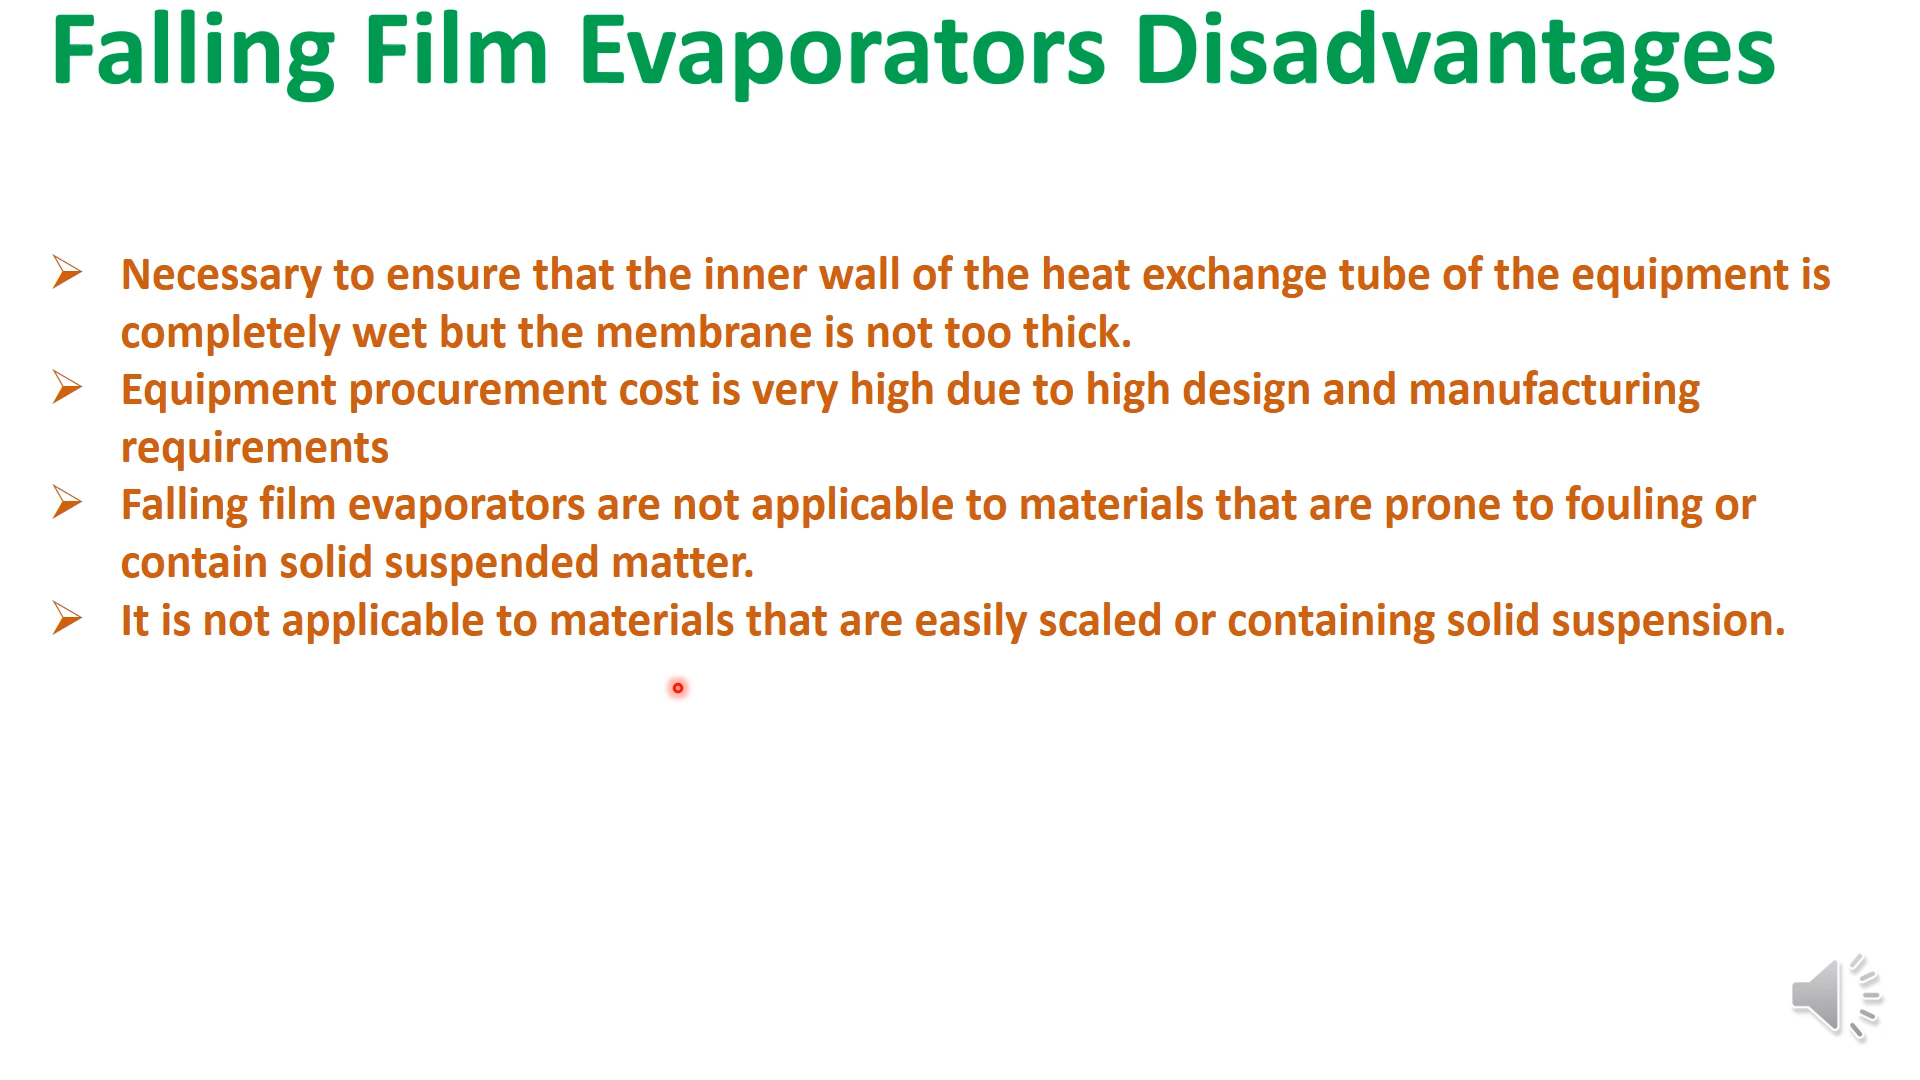 Falling Film Evaporators Disadvantages
Necessary to ensure that the inner wall of the heat exchange tube of the equipment is
completely wet but the membrane is not too thick.
Equipment procurement cost is very high due to high design and manufacturing
requirements
Falling film evaporators are not applicable to materials that are prone to fouling or
contain solid suspended matter.
It is not applicable to materials that are easily scaled or containing solid suspension.